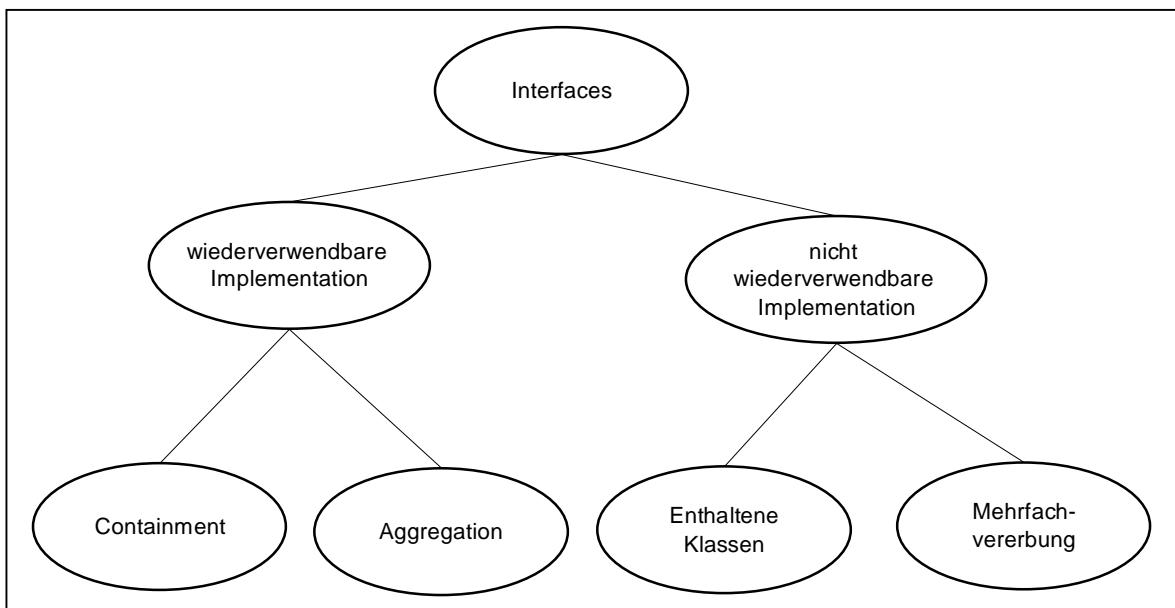 Interfaces
wiederverwendbare
Implementation
nicht
wiederverwendbare
Implementation
Containment
Aggregation
Enthaltene
Klassen
Mehrfach-
vererbung